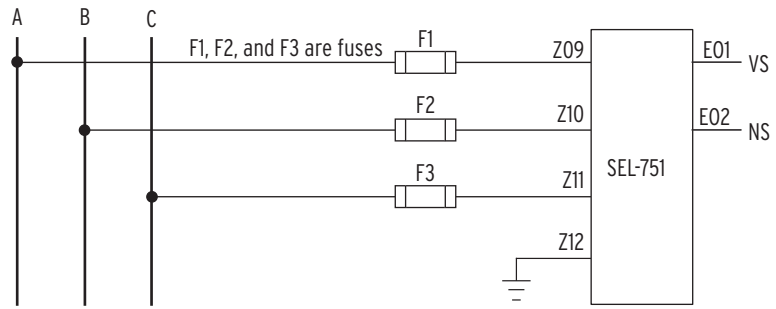 A B C
F1, F2, and F3 are fuses
F1
Z09
E01
VS
F2
Z10
E02
NS
F3
Z11
SEL-751
Z12